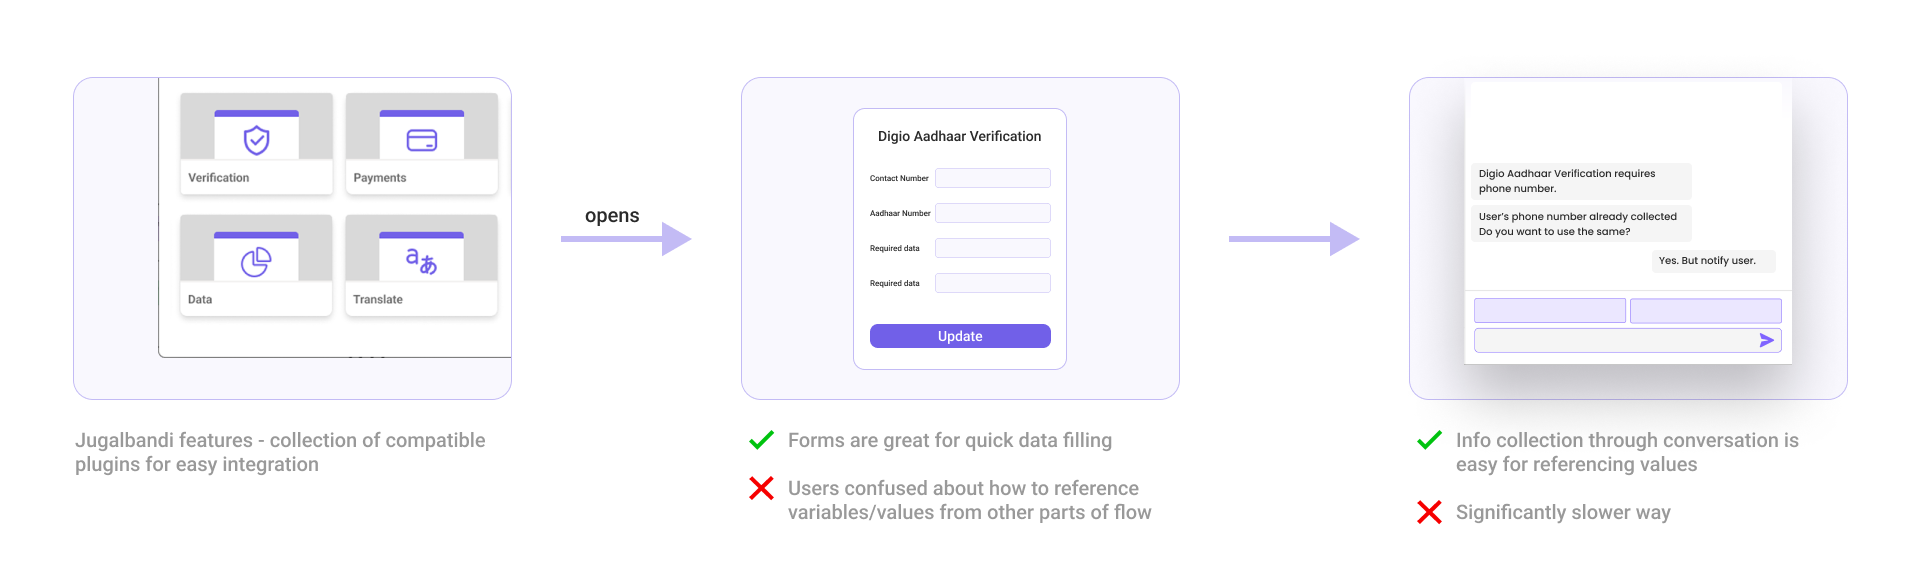 Verification
Payments
Data
Translate
Jugalbandi features - collection of compatible
plugins for easy integration
opens
Digio Aadhaar Verification
Contact Number
Aadhaar Number
Required data
Required data
Update
Forms are great for quick data filling
Users confused about how to reference
variables/values from other parts of flow
Digio Aadhaar Verification requires
phone number.
User's phone number already collected
Do you want to use the same?
Yes. But notify user.
Info collection through conversation is
easy for referencing values
Significantly slower way